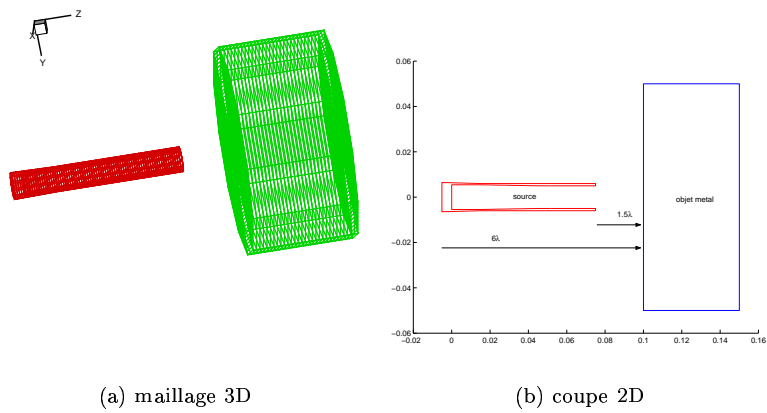 Z
X
Y
0.06
0.04
0.02
0
−0.02
−0.04
−0.06
−0.02
0
0.02
0.04
0.06
0.08
0.1
0.12
0.14
0.16
source
objet metal
1.5λ
6λ
(a) maillage 3D
(b) coupe 2D